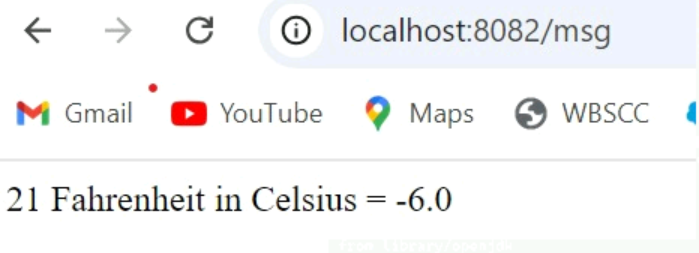 localhost:8082/msg
Gmail YouTube Maps WBSCC
21 Fahrenheit in Celsius = -6.0